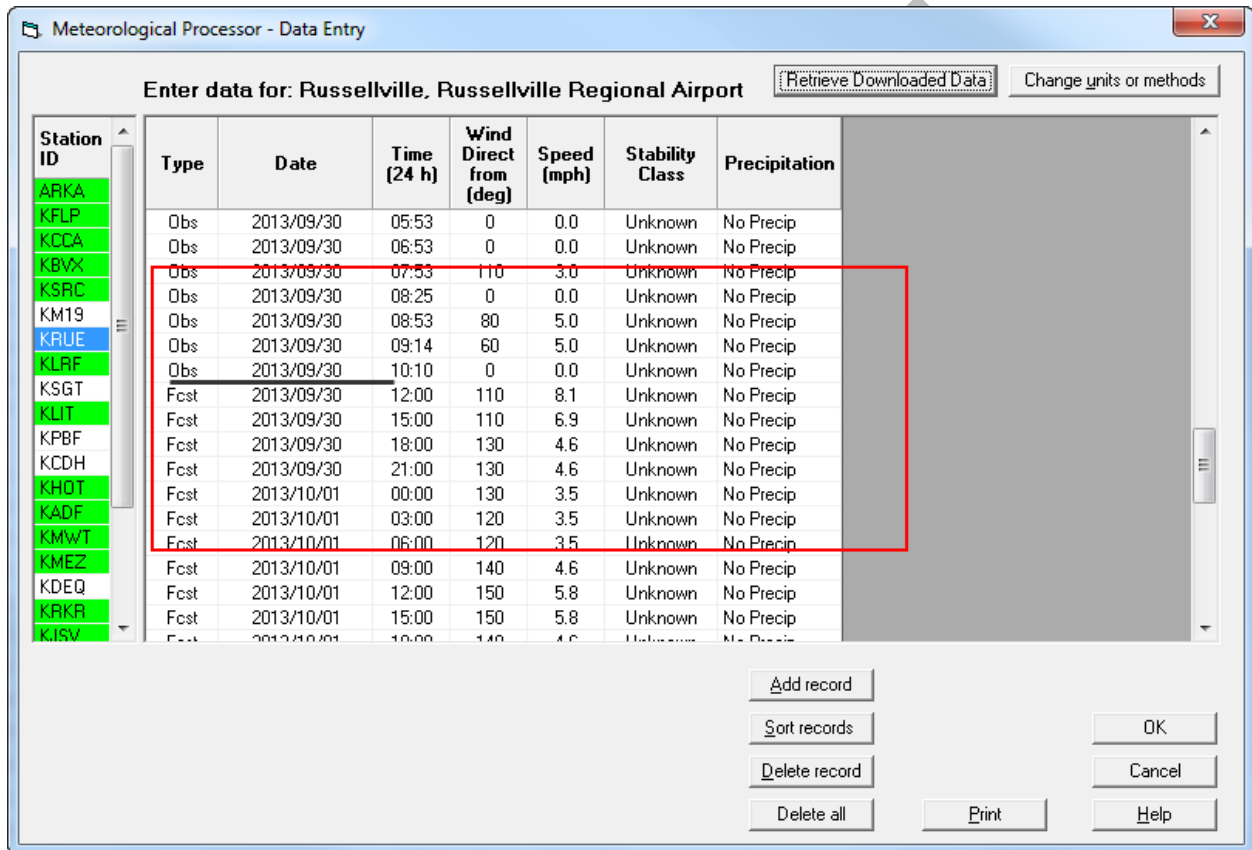 Meteorological Processor - Data Entry
Enter data for: Russellville, Russellville Regional Airport
Retrieve Downloaded Data
Change units or methods
Station ID
Type Date Time (24 h) Wind Direct from (deg) Speed (mph) Stability Class Precipitation
ARKA
KFLP
KCCA
KBVX
KSRC
KM19
KRUE
KLRF
KSGT
KLIT
KPBF
KCDH
KHOT
KADF
KMWT
KMEZ
KDEQ
KRKR
KJSV
Obs 2013/09/30 05:53 0 0.0 Unknown No Precip
Obs 2013/09/30 06:53 0 0.0 Unknown No Precip
Obs 2013/09/30 07:53 110 3.0 Unknown No Precip
Obs 2013/09/30 08:25 0 0.0 Unknown No Precip
Obs 2013/09/30 08:53 80 5.0 Unknown No Precip
Obs 2013/09/30 09:14 60 5.0 Unknown No Precip
Obs 2013/09/30 10:10 0 0.0 Unknown No Precip
Fcst 2013/09/30 12:00 110 8.1 Unknown No Precip
Fcst 2013/09/30 15:00 110 6.9 Unknown No Precip
Fcst 2013/09/30 18:00 130 4.6 Unknown No Precip
Fcst 2013/09/30 21:00 130 4.6 Unknown No Precip
Fcst 2013/10/01 00:00 130 3.5 Unknown No Precip
Fcst 2013/10/01 03:00 120 3.5 Unknown No Precip
Fcst 2013/10/01 06:00 120 3.5 Unknown No Precip
Fcst 2013/10/01 09:00 140 4.6 Unknown No Precip
Fcst 2013/10/01 12:00 150 5.8 Unknown No Precip
Fcst 2013/10/01 15:00 150 5.8 Unknown No Precip
Add record
Sort records
OK
Delete record
Cancel
Delete all
Print
Help